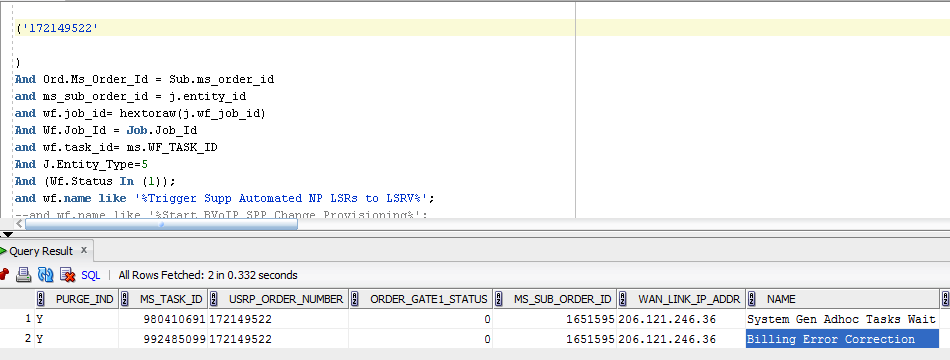 ('172149522'
)
And Ord.Ms_Order_Id = Sub.ms_order_id
and ms_sub_order_id = j.entity_id
and wf.job_id= hextoraw(j.wf_job_id)
And Wf.Job_Id = Job.Job_Id
and wf.task_id= ms.WF_TASK_ID
And J.Entity_Type=5
And (Wf.Status In (1));
and wf.name like '%Trigger Supp Automated NP LSRs to LSRV%';
--and wf.name like '%Start BVoIP SPP Change Provisioning%';
Query Result x
SQL | All Rows Fetched: 2 in 0.332 seconds
PURGE_IND MS_TASK_ID USRP_ORDER_NUMBER ORDER_GATE1_STATUS MS_SUB_ORDER_ID WAN_LINK_IP_ADDR NAME
1 Y 980410691 172149522 0 1651595 206.121.246.36 System Gen Adhoc Tasks Wait
2 Y 992485099 172149522 0 1651595 206.121.246.36 Billing Error Correction